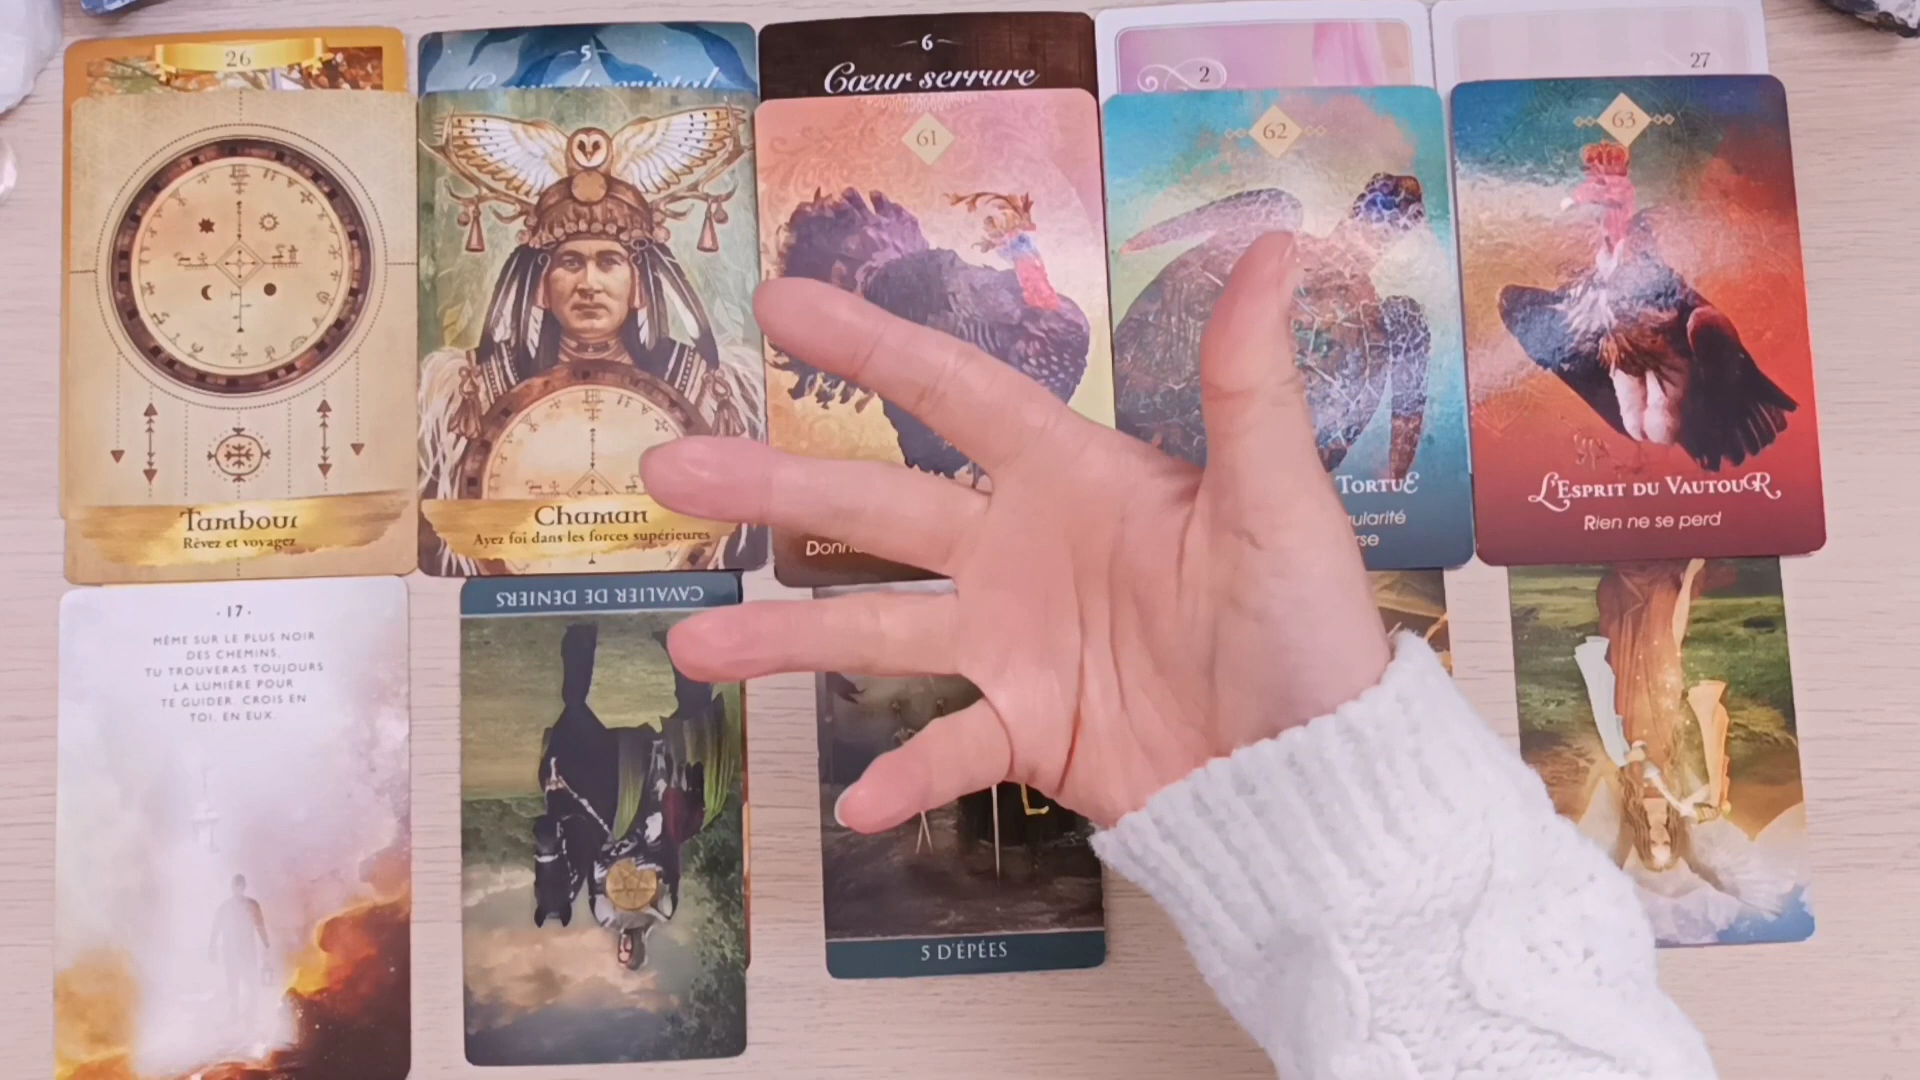 26
5
6
Cœur serrure
2
27
61
62
63
Tambour
Rêvez et voyagez
Chaman
Ayez foi dans les forces supérieures
Tortue
L'Esprit du Vautour
Rien ne se perd
·17·
MÊME SUR LE PLUS NOIR
DES CHEMINS,
TU TROUVERAS TOUJOURS
LA LUMIÈRE POUR
TE GUIDER. CROIS EN
TOI, EN EUX.
CAVALIER DE DENIERS
5 D'ÉPÉES